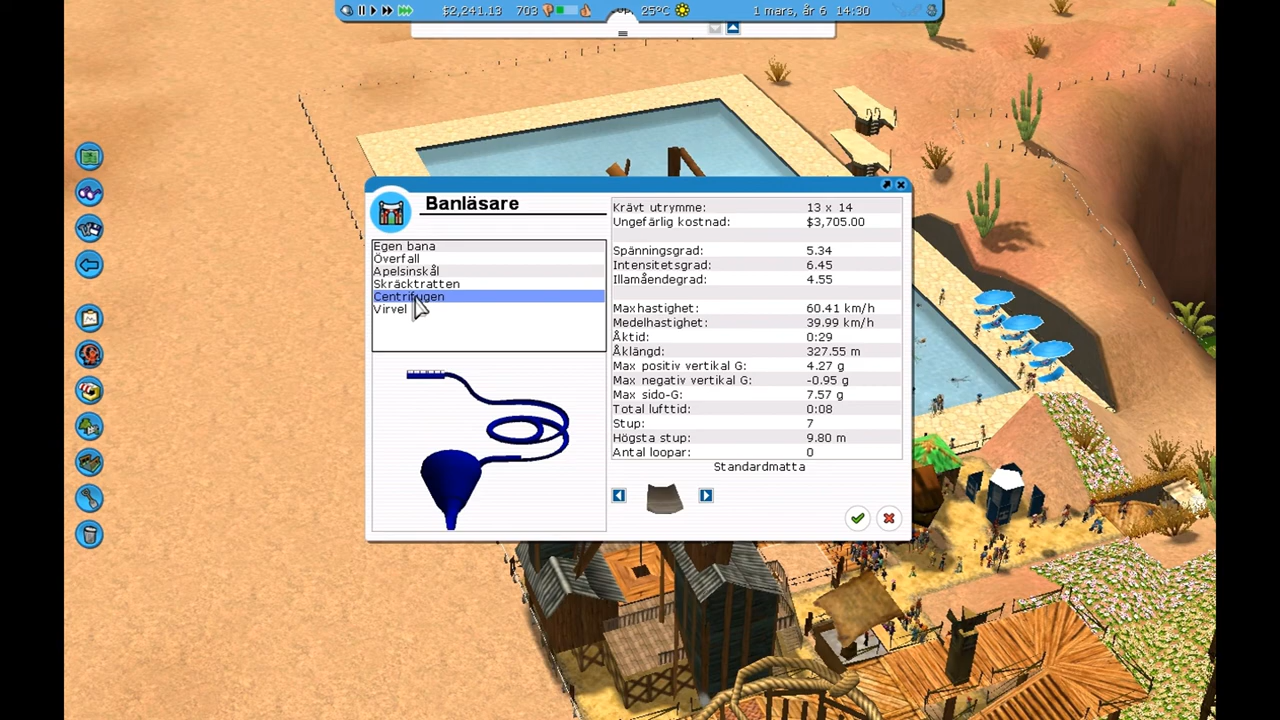 $2,241.13 703 25°C 1 mars, år 6 14:30
Banläsare
Egen bana
Överfall
Apelsinskål
Skräcktratten
Centrifugen
Virvel
Krävt utrymme: 13 x 14
Ungefärlig kostnad: $3,705.00
Spänningsgrad: 5.34
Intensitetsgrad: 6.45
Illamåendegrad: 4.55
Maxhastighet: 60.41 km/h
Medelhastighet: 39.99 km/h
Åktid: 0:29
Åklängd: 327.55 m
Max positiv vertikal G: 4.27 g
Max negativ vertikal G: -0.95 g
Max sido-G: 7.57 g
Total lufttid: 0:08
Stup: 7
Högsta stup: 9.80 m
Antal loopar: 0
Standardmatta